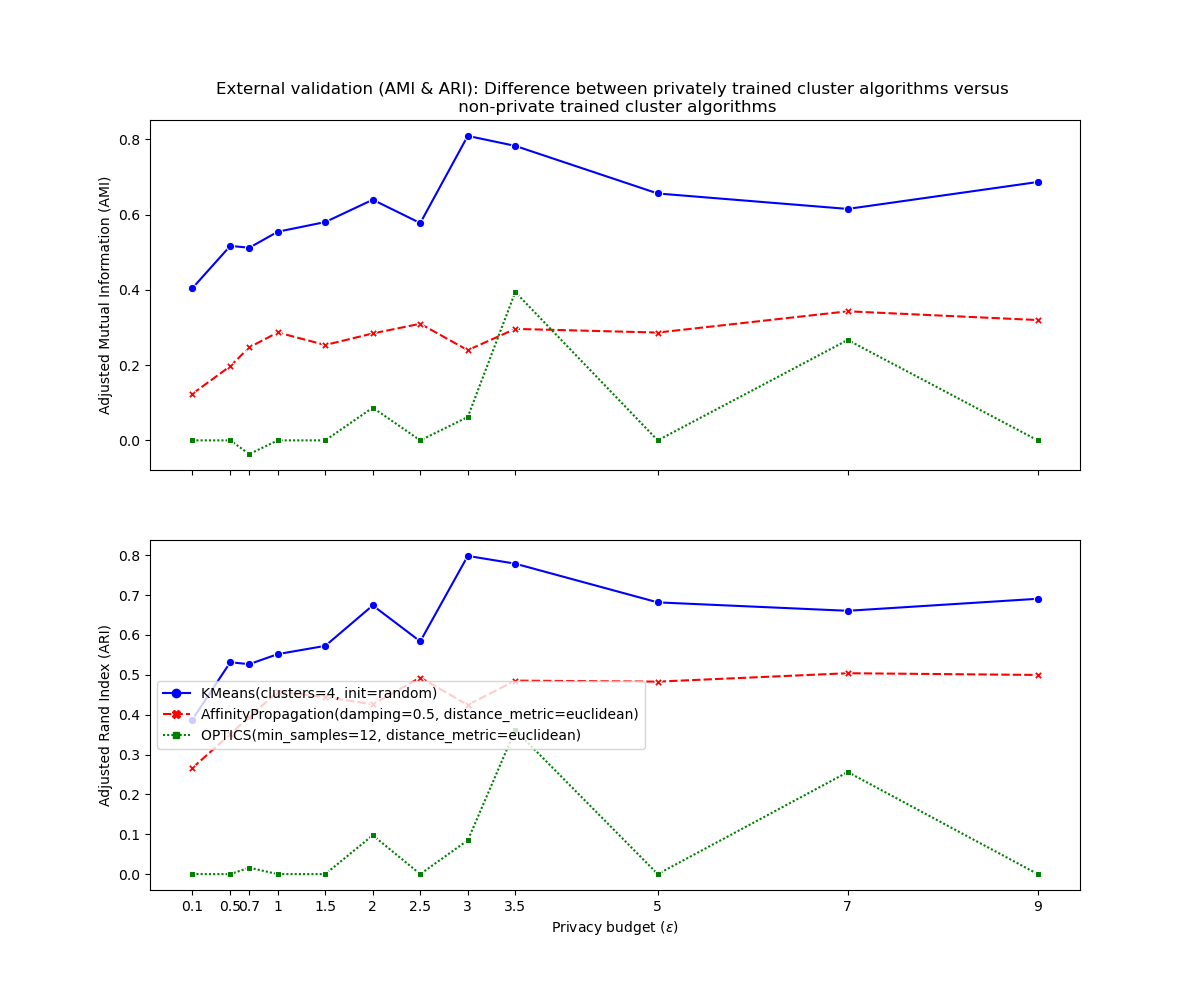 External validation (AMI & ARI): Difference between privately trained cluster algorithms versus
non-private trained cluster algorithms
Adjusted Mutual Information (AMI)
0.8
0.6
0.4
0.2
0.0
Adjusted Rand Index (ARI)
0.8
0.7
0.6
0.5
0.4
0.3
0.2
0.1
0.0
KMeans(clusters=4, init=random)
AffinityPropagation(damping=0.5, distance_metric=euclidean)
OPTICS(min_samples=12, distance_metric=euclidean)
0.1 0.5 0.7 1 1.5 2 2.5 3 3.5 5 7 9
Privacy budget (ε)